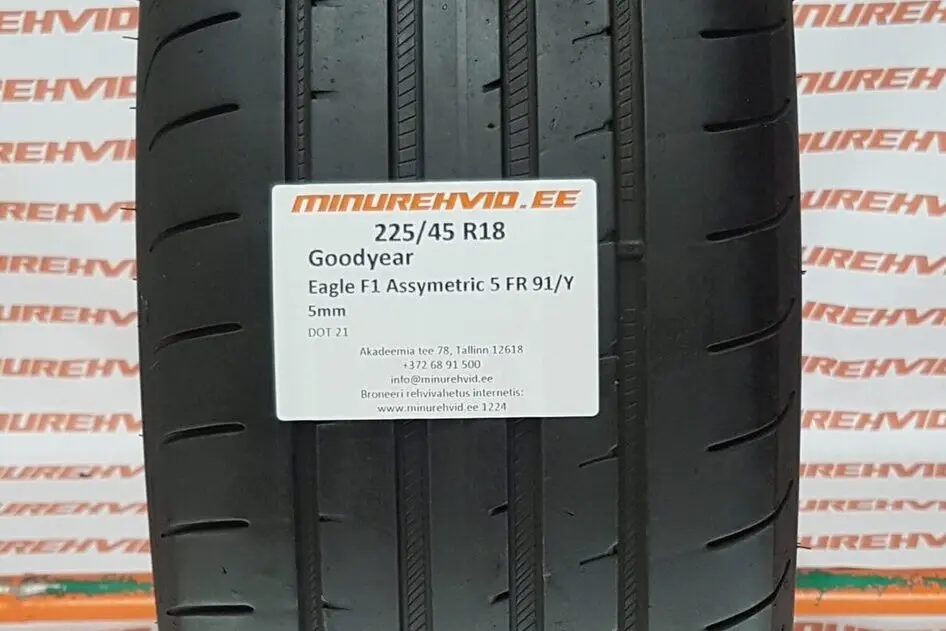 MINUREHVID.EE
225/45 R18
Goodyear
Eagle F1 Assymetric 5 FR 91/Y
5mm
DOT 21
Akadeemia tee 78, Tallinn 12618
+372 68 91 500
info@minurehvid.ee
Broneeri rehvivahetus internetis:
www.minurehvid.ee 1224